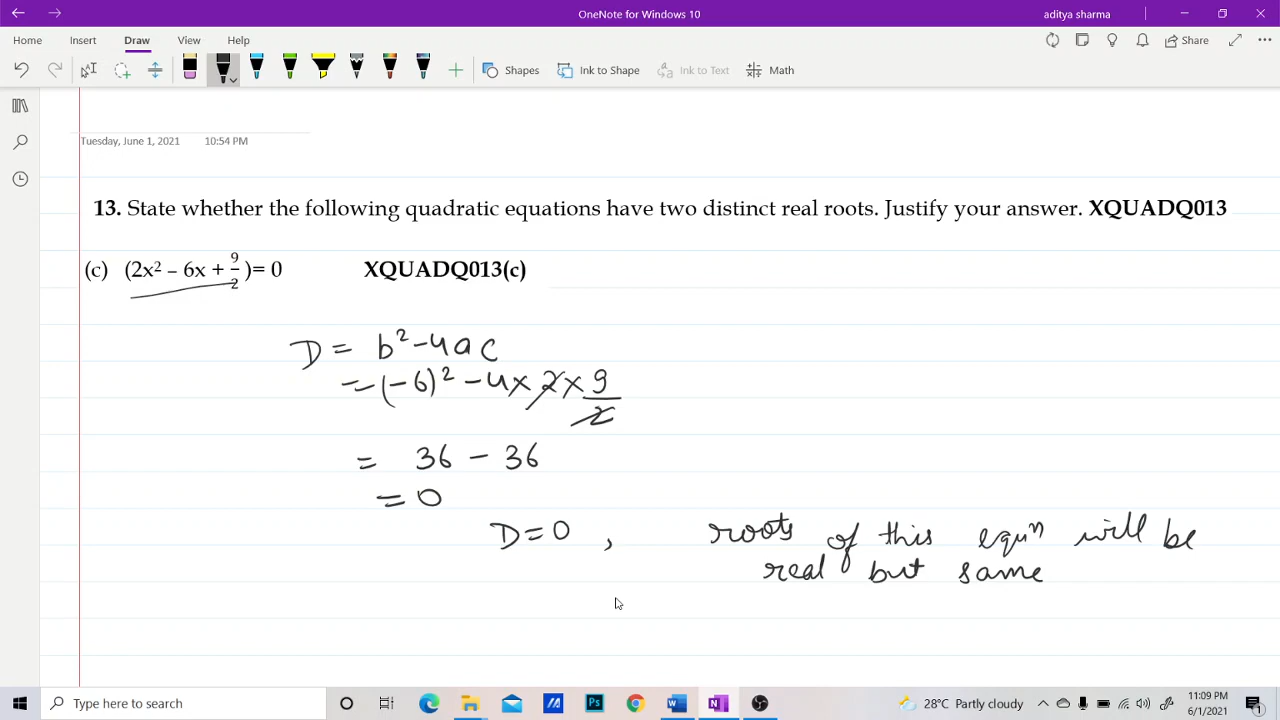 OneNote for Windows 10
aditya sharma
Home Insert Draw View Help
Share
Shapes Ink to Shape Ink to Text Math
Tuesday, June 1, 2021 10:54 PM
13. State whether the following quadratic equations have two distinct real roots. Justify your answer. XQUADQ013
(c) (2x² – 6x + 9/2)= 0 XQUADQ013(c)
D = b² - 4ac
= (-6)² - 4 × 2 × 9/2
= 36 - 36
= 0
D = 0 , roots of this equⁿ will be
real but same
Type here to search
28°C Partly cloudy
11:09 PM
6/1/2021
1